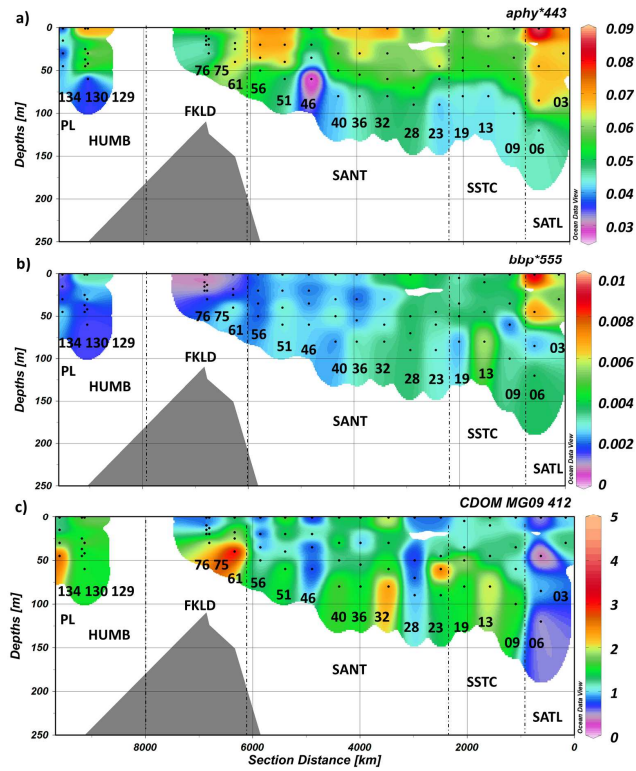 a) aphy*443
0
50
100
150
200
250
Depths [m]
134 130 129 76 75 61 56 51 46 40 36 32 28 23 19 13 09 06 03
PL HUMB FKLD SANT SSTC SATL
Ocean Data View
0.09
0.08
0.07
0.06
0.05
0.04
0.03
b) bbp*555
0
50
100
150
200
250
Depths [m]
134 130 129 76 75 61 56 51 46 40 36 32 28 23 19 13 09 06 03
PL HUMB FKLD SANT SSTC SATL
Ocean Data View
0.01
0.008
0.006
0.004
0.002
0
c) CDOM MG09 412
0
50
100
150
200
250
Depths [m]
134 130 129 76 75 61 56 51 46 40 36 32 28 23 19 13 09 06 03
PL HUMB FKLD SANT SSTC SATL
Ocean Data View
5
4
3
2
1
0
8000 6000 4000 2000 0
Section Distance [km]